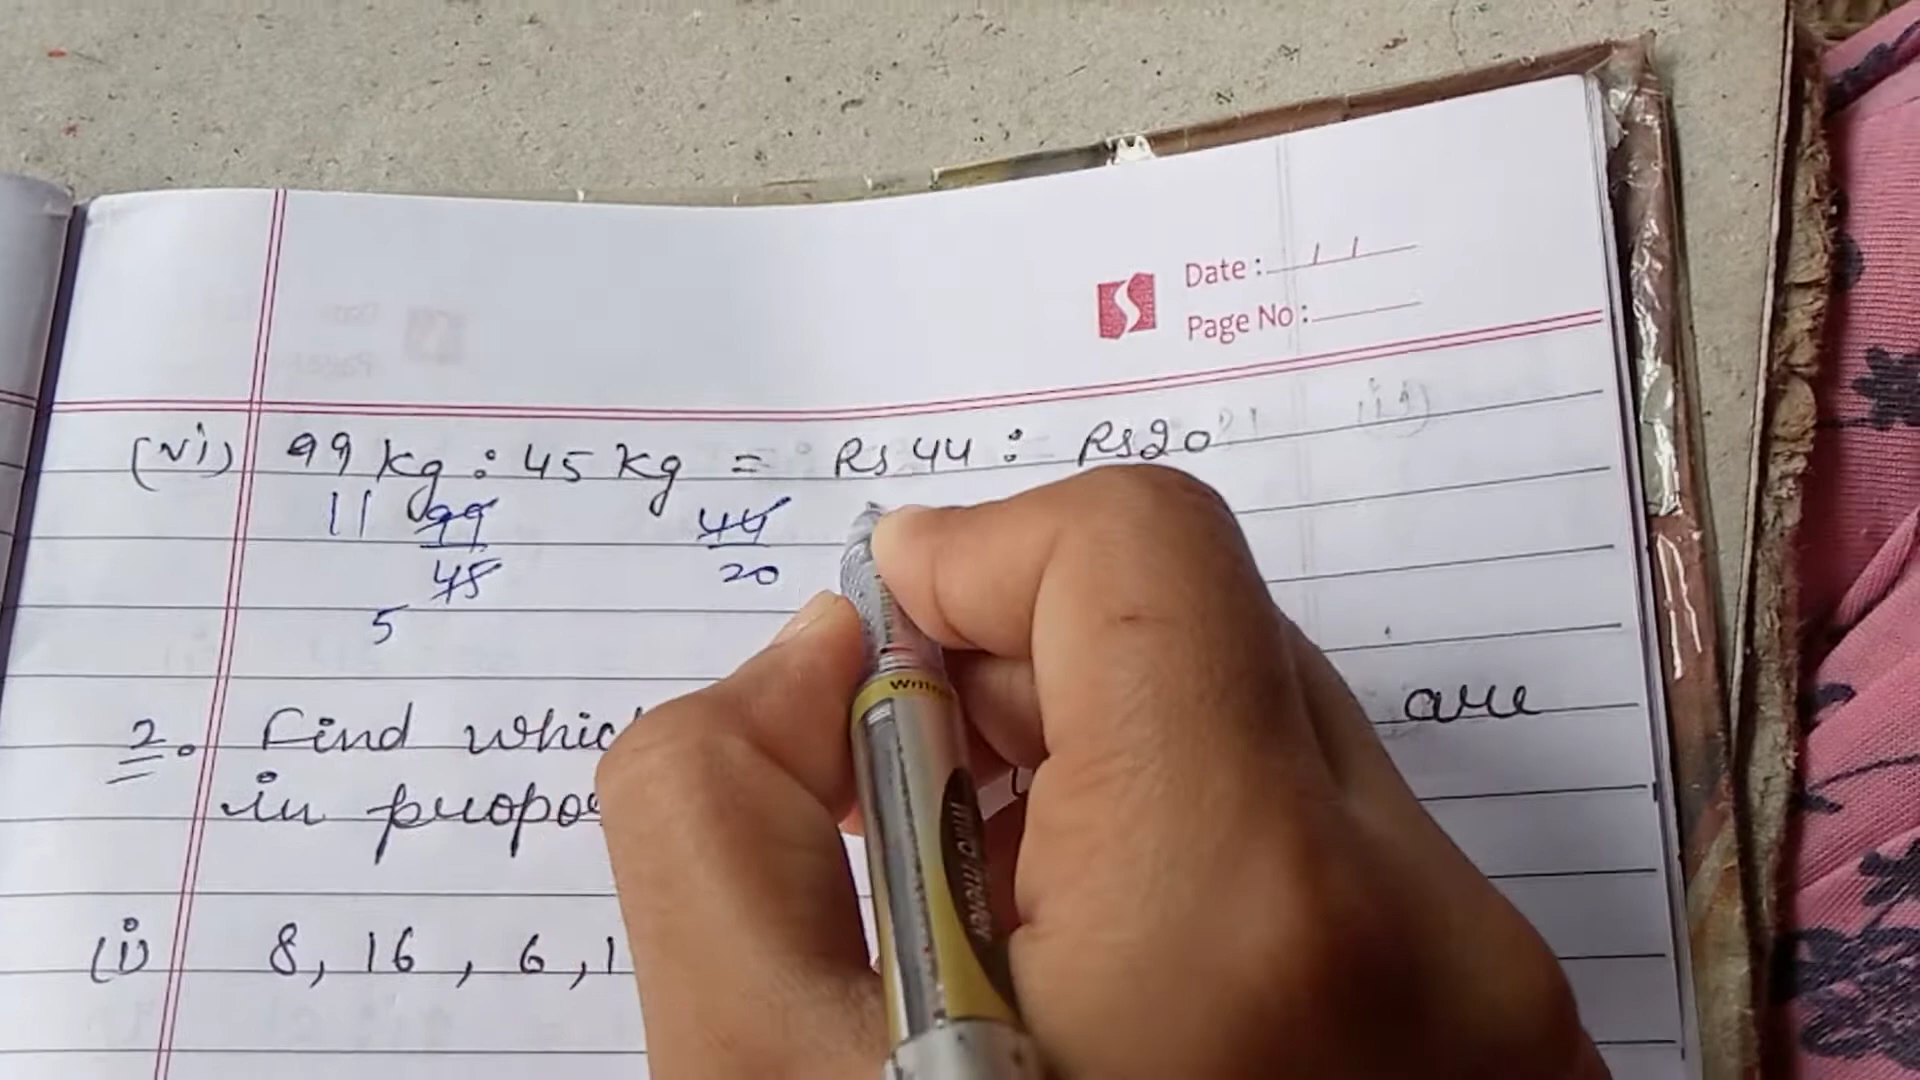 Date :
Page No :
(vi) 99 kg : 45 kg = Rs 44 : Rs 20
11 99 44
45 20
5
2. Find which are
in propo
(i) 8, 16, 6, 1